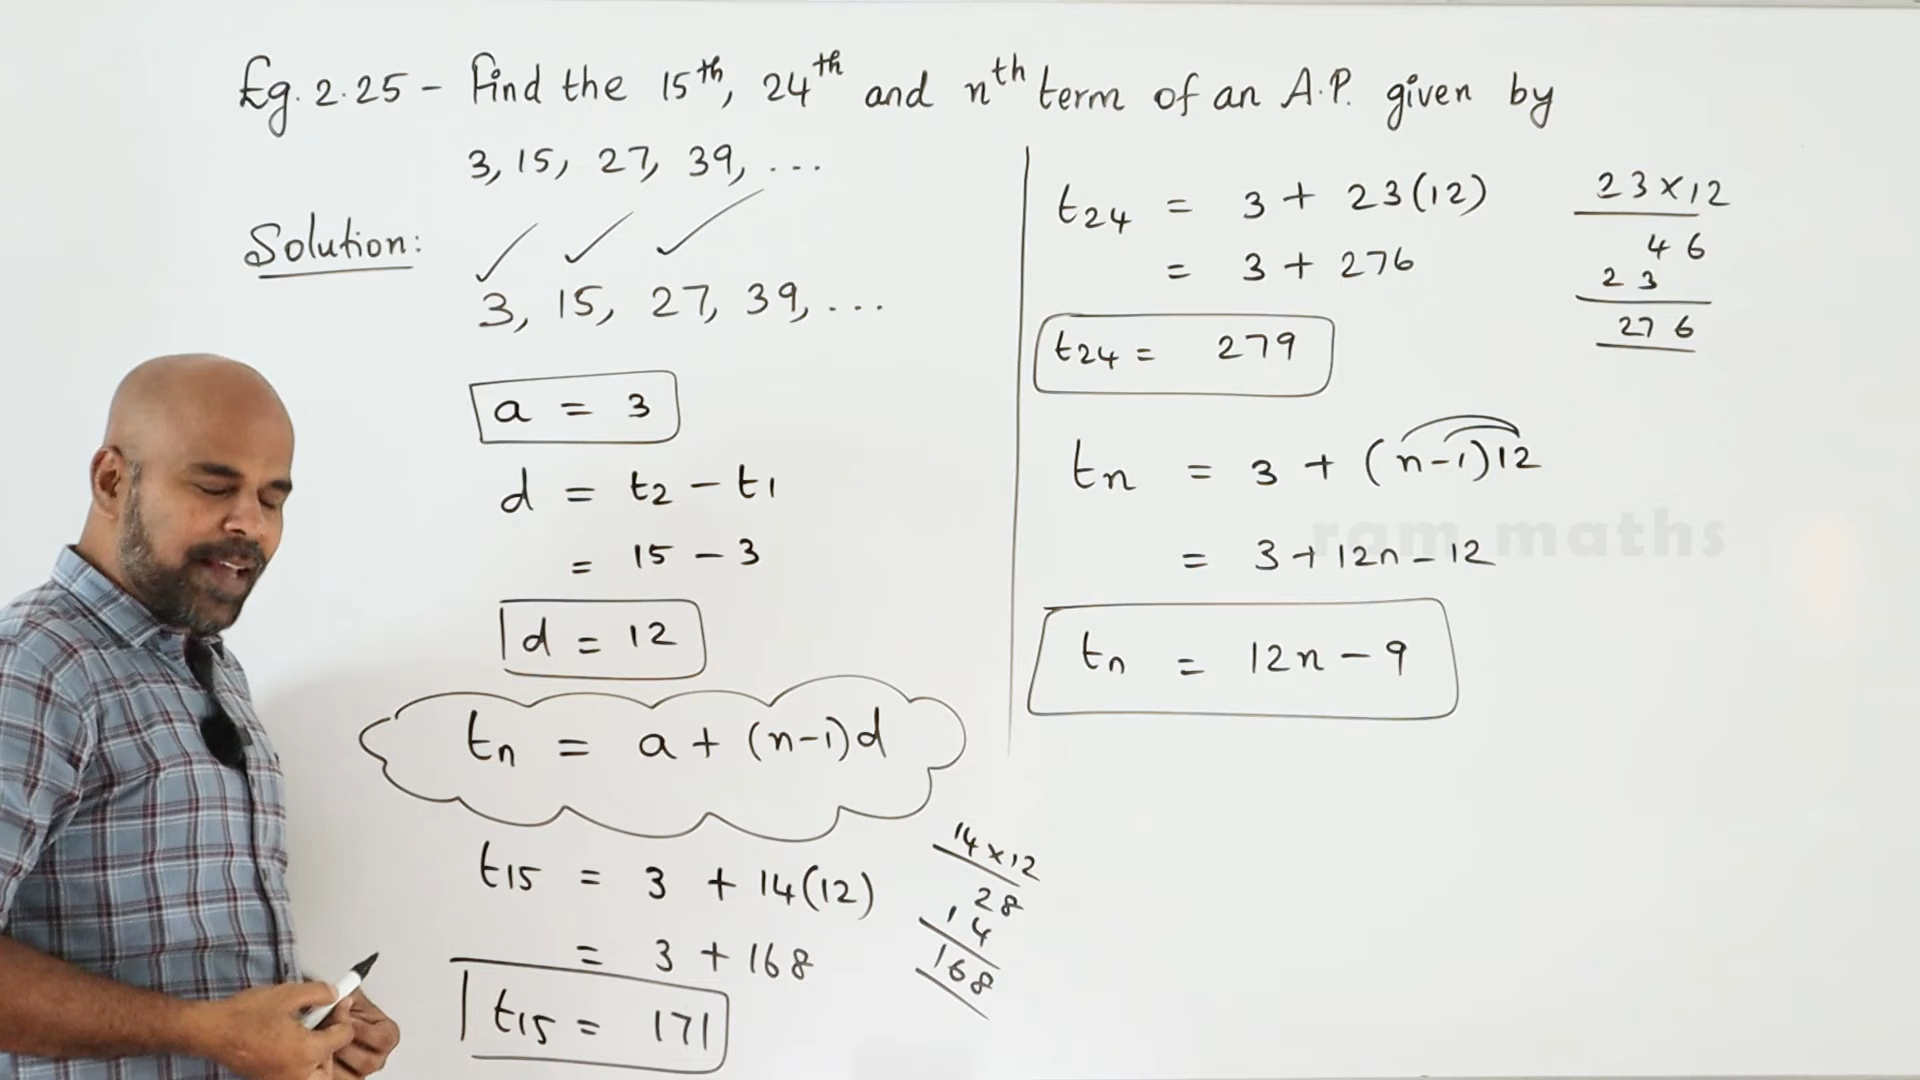 Eg. 2.25 - Find the 15th, 24th and nth term of an A.P. given by
3, 15, 27, 39, ...
Solution:
3, 15, 27, 39, ...
a = 3
d = t2 - t1
= 15 - 3
d = 12
tn = a + (n-1)d
t15 = 3 + 14(12)
= 3 + 168
t15 = 171
14 x 12
28
14
168
t24 = 3 + 23(12)
= 3 + 276
t24 = 279
23 x 12
46
23
276
tn = 3 + (n-1)12
= 3 + 12n - 12
tn = 12n - 9
ram maths